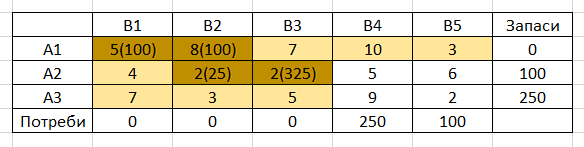 B1 B2 B3 B4 B5 Запаси
A1 5(100) 8(100) 7 10 3 0
A2 4 2(25) 2(325) 5 6 100
A3 7 3 5 9 2 250
Потреби 0 0 0 250 100